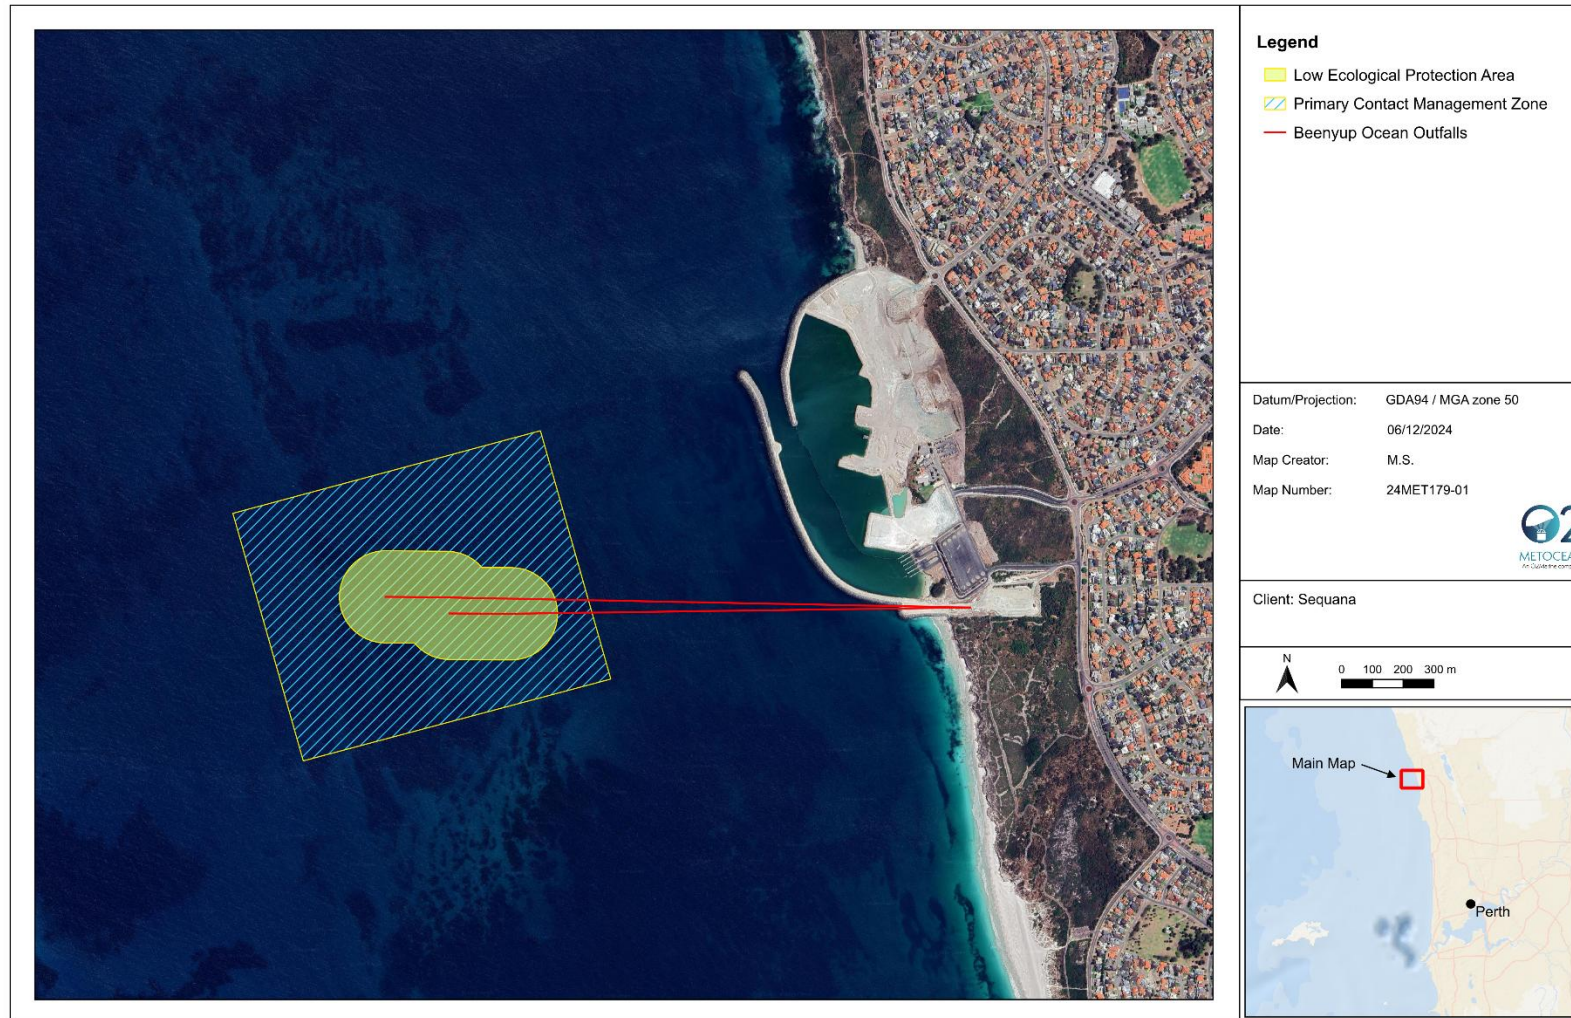 Legend
Low Ecological Protection Area
Primary Contact Management Zone
Beenyup Ocean Outfalls
Datum/Projection: GDA94 / MGA zone 50
Date: 06/12/2024
Map Creator: M.S.
Map Number: 24MET179-01
METOCEA
Client: Sequana
N
0 100 200 300 m
Main Map
Perth